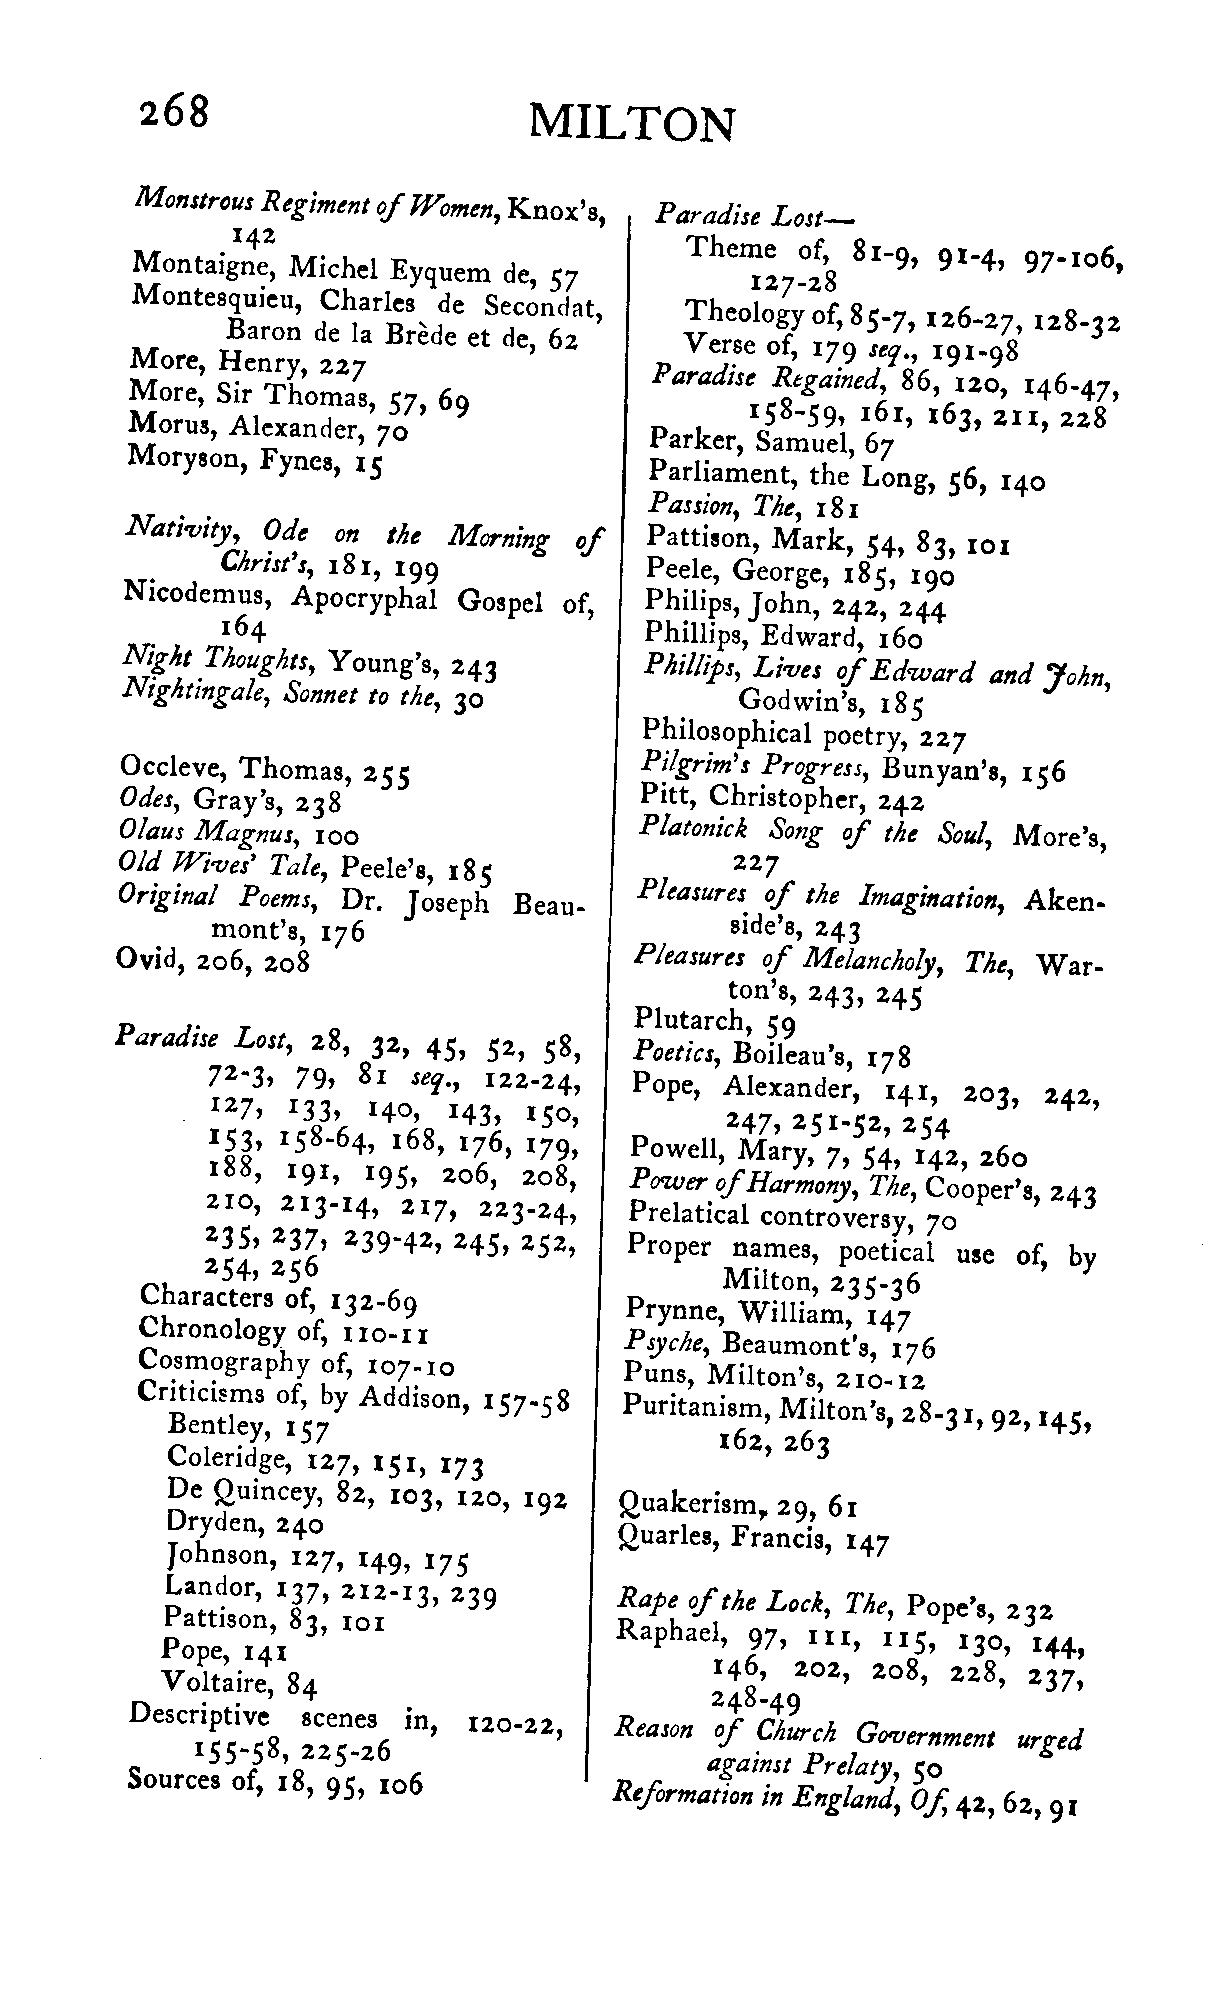 268
MILTON
Monstrous Regiment of Women, Knox's,
142
Montaigne, Michel Eyquem de, 57
Montesquieu, Charles de Secondat,
Baron de la Brède et de, 62
More, Henry, 227
More, Sir Thomas, 57, 69
Morus, Alexander, 70
Moryson, Fynes, 15
Nativity, Ode on the Morning of
Christ's, 181, 199
Nicodemus, Apocryphal Gospel of,
164
Night Thoughts, Young's, 243
Nightingale, Sonnet to the, 30
Occleve, Thomas, 255
Odes, Gray's, 238
Olaus Magnus, 100
Old Wives' Tale, Peele's, 185
Original Poems, Dr. Joseph Beau-
mont's, 176
Ovid, 206, 208
Paradise Lost, 28, 32, 45, 52, 58,
72-3, 79, 81 seq., 122-24,
127, 133, 140, 143, 150,
153, 158-64, 168, 176, 179,
188, 191, 195, 206, 208,
210, 213-14, 217, 223-24,
235, 237, 239-42, 245, 252,
254, 256
Characters of, 132-69
Chronology of, 110-11
Cosmography of, 107-10
Criticisms of, by Addison, 157-58
Bentley, 157
Coleridge, 127, 151, 173
De Quincey, 82, 103, 120, 192
Dryden, 240
Johnson, 127, 149, 175
Landor, 137, 212-13, 239
Pattison, 83, 101
Pope, 141
Voltaire, 84
Descriptive scenes in, 120-22,
155-58, 225-26
Sources of, 18, 95, 106
Paradise Lost—
Theme of, 81-9, 91-4, 97-106,
127-28
Theology of, 85-7, 126-27, 128-32
Verse of, 179 seq., 191-98
Paradise Regained, 86, 120, 146-47,
158-59, 161, 163, 211, 228
Parker, Samuel, 67
Parliament, the Long, 56, 140
Passion, The, 181
Pattison, Mark, 54, 83, 101
Peele, George, 185, 190
Philips, John, 242, 244
Phillips, Edward, 160
Phillips, Lives of Edward and John,
Godwin's, 185
Philosophical poetry, 227
Pilgrim's Progress, Bunyan's, 156
Pitt, Christopher, 242
Platonick Song of the Soul, More's,
227
Pleasures of the Imagination, Aken-
side's, 243
Pleasures of Melancholy, The, War-
ton's, 243, 245
Plutarch, 59
Poetics, Boileau's, 178
Pope, Alexander, 141, 203, 242,
247, 251-52, 254
Powell, Mary, 7, 54, 142, 260
Power of Harmony, The, Cooper's, 243
Prelatical controversy, 70
Proper names, poetical use of, by
Milton, 235-36
Prynne, William, 147
Psyche, Beaumont's, 176
Puns, Milton's, 210-12
Puritanism, Milton's, 28-31, 92, 145,
162, 263
Quakerism, 29, 61
Quarles, Francis, 147
Rape of the Lock, The, Pope's, 232
Raphael, 97, 111, 115, 130, 144,
146, 202, 208, 228, 237,
248-49
Reason of Church Government urged
against Prelaty, 50
Reformation in England, Of, 42, 62, 91